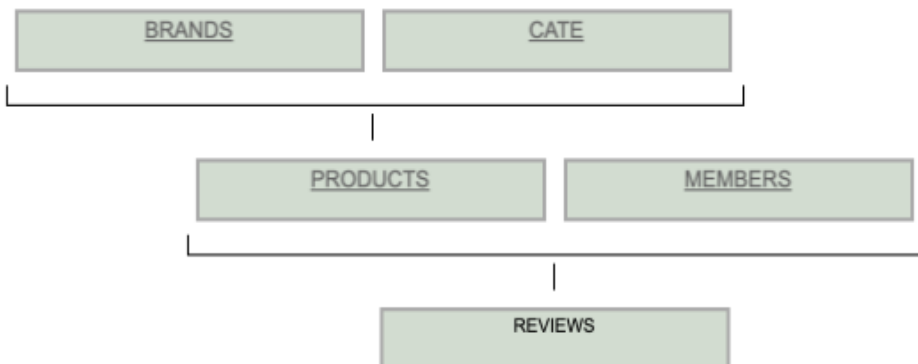 BRANDS
CATE
PRODUCTS
MEMBERS
REVIEWS